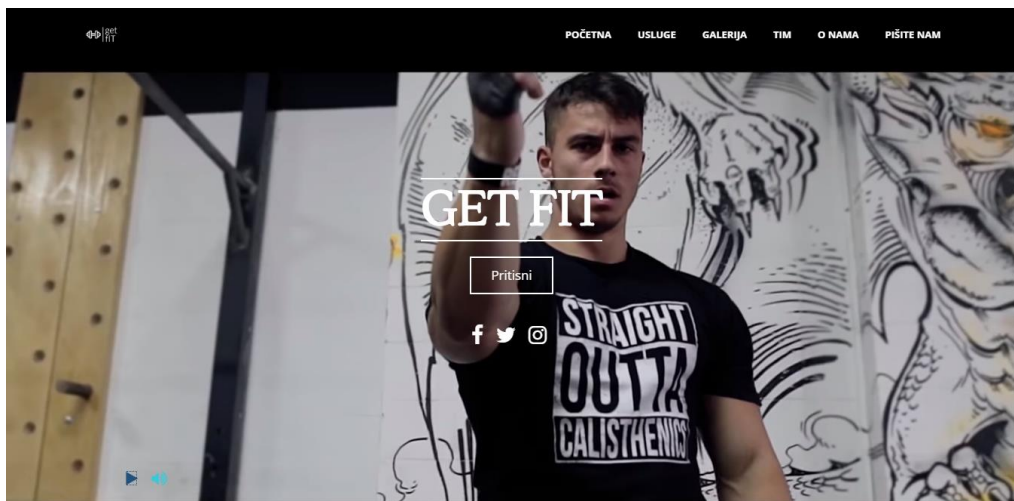 get
fiT
POČETNA USLUGE GALERIJA TIM O NAMA PIŠITE NAM
GET FIT
Pritisni
STRAIGHT
OUTTA
CALISTHENICS